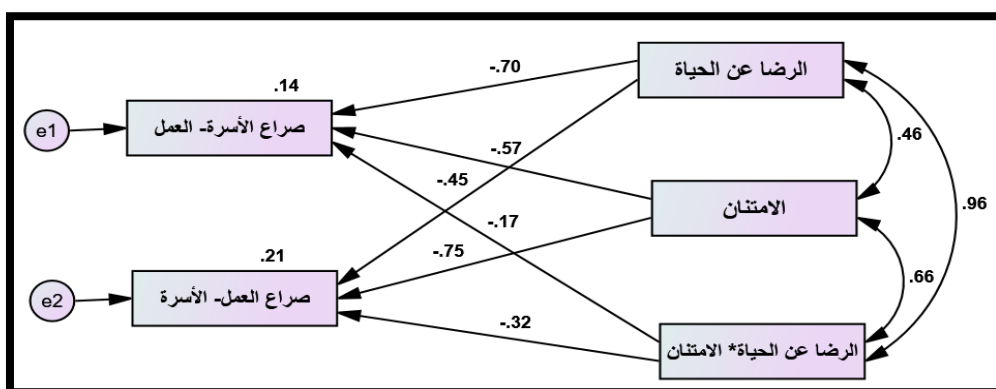 الرضا عن الحياة
-.70
.14
صراع الأسرة- العمل
e1
.46
-.57
-.45
.96
الامتنان
-.17
-.75
.21
.66
صراع العمل- الأسرة
e2
-.32
الرضا عن الحياة* الامتنان